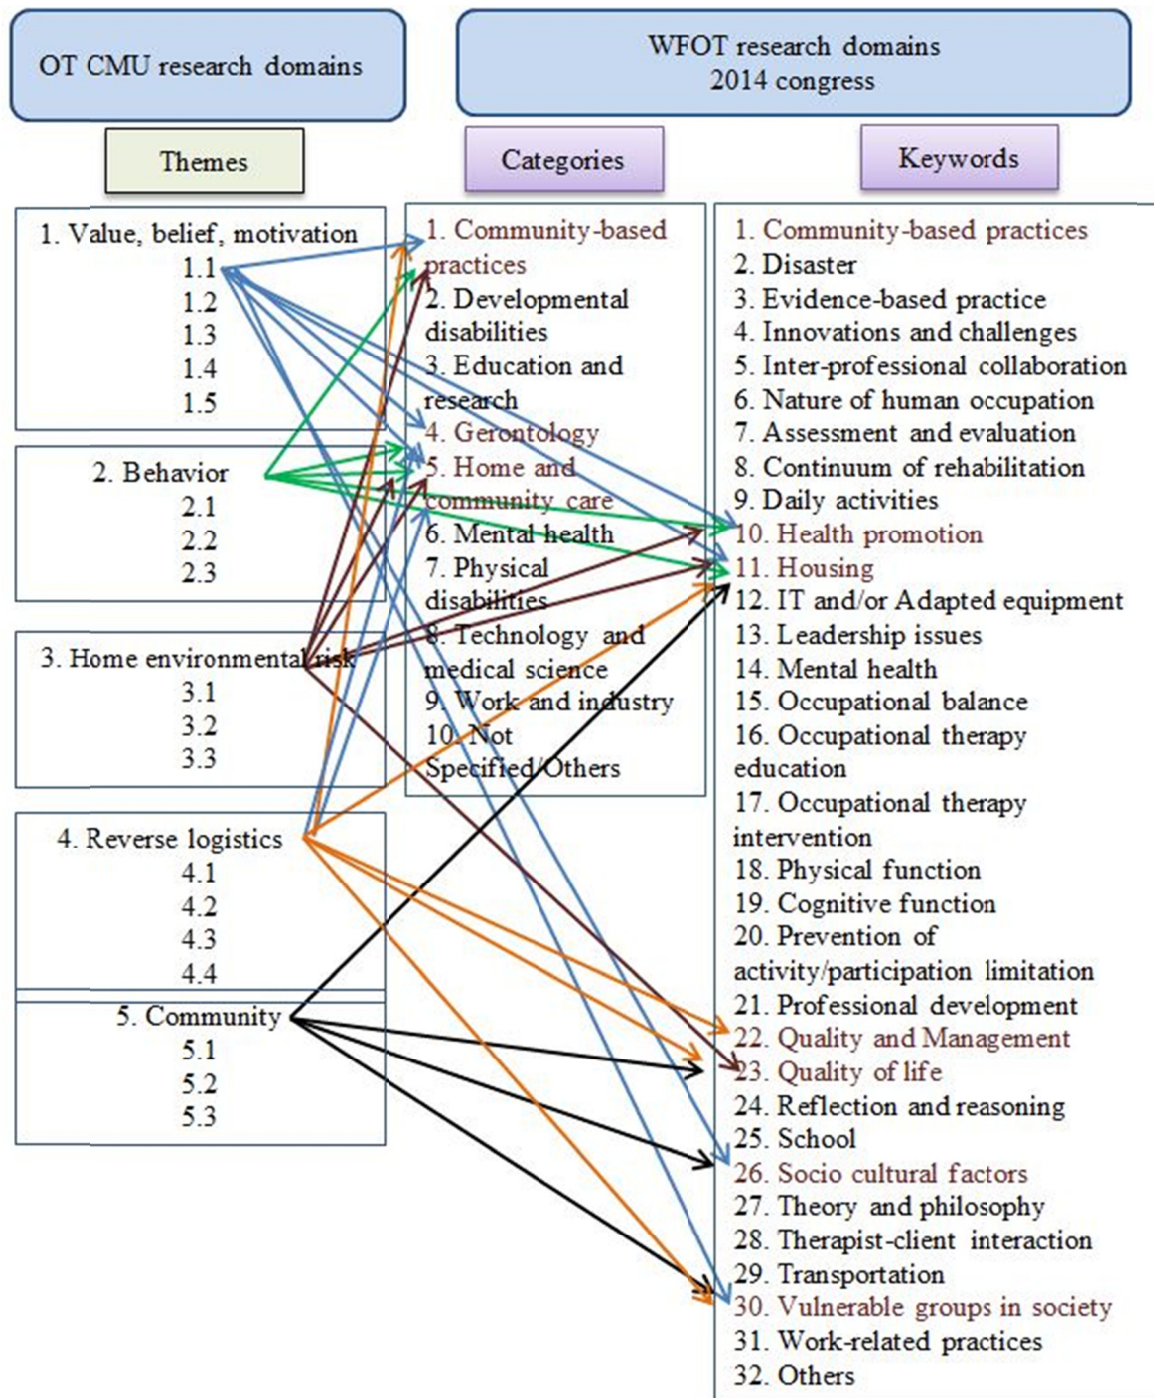 OT CMU research domains
WFOT research domains
2014 congress
Themes
Categories
Keywords
1. Value, belief, motivation
1.1
1.2
1.3
1.4
1.5
2. Behavior
2.1
2.2
2.3
3. Home environmental risk
3.1
3.2
3.3
4. Reverse logistics
4.1
4.2
4.3
4.4
5. Community
5.1
5.2
5.3
1. Community-based
practices
2. Developmental
disabilities
3. Education and
research
4. Gerontology
5. Home and
community care
6. Mental health
7. Physical
disabilities
8. Technology and
medical science
9. Work and industry
10. Not
Specified/Others
1. Community-based practices
2. Disaster
3. Evidence-based practice
4. Innovations and challenges
5. Inter-professional collaboration
6. Nature of human occupation
7. Assessment and evaluation
8. Continuum of rehabilitation
9. Daily activities
10. Health promotion
11. Housing
12. IT and/or Adapted equipment
13. Leadership issues
14. Mental health
15. Occupational balance
16. Occupational therapy
education
17. Occupational therapy
intervention
18. Physical function
19. Cognitive function
20. Prevention of
activity/participation limitation
21. Professional development
22. Quality and Management
23. Quality of life
24. Reflection and reasoning
25. School
26. Socio cultural factors
27. Theory and philosophy
28. Therapist-client interaction
29. Transportation
30. Vulnerable groups in society
31. Work-related practices
32. Others